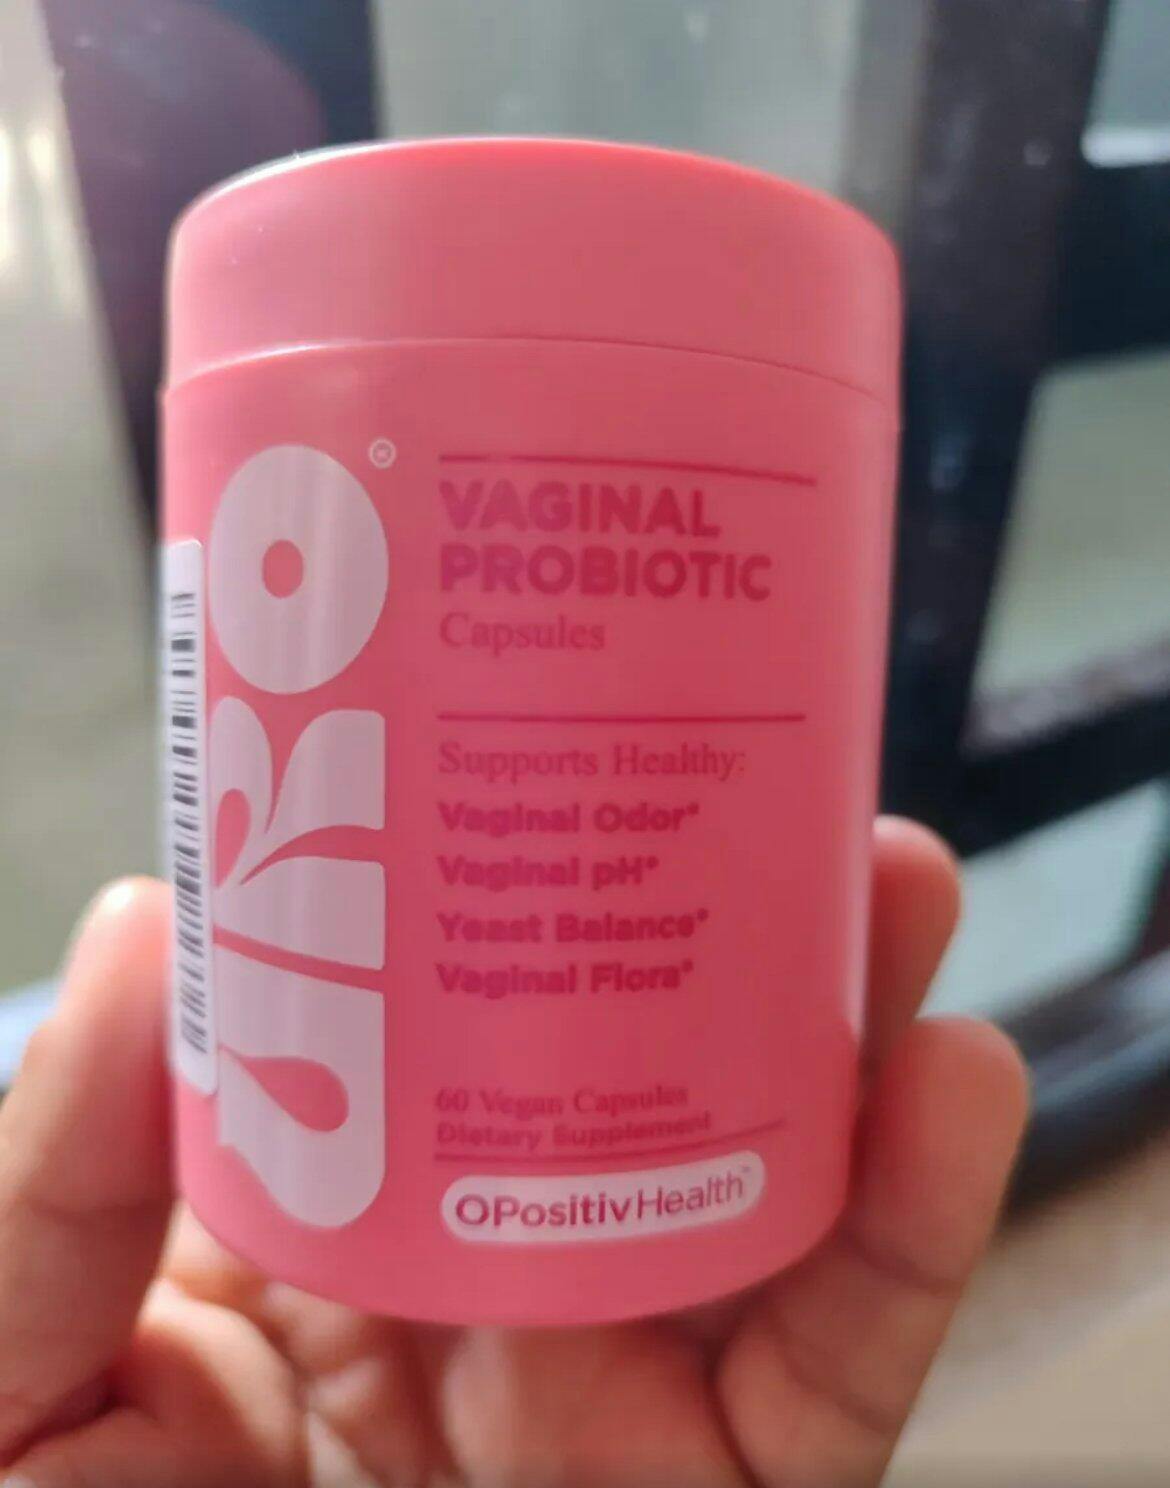 URO®
VAGINAL
PROBIOTIC
Capsules
Supports Healthy:
Vaginal Odor*
Vaginal pH*
Yeast Balance*
Vaginal Flora*
60 Vegan Capsules
Dietary Supplement
OPositivHealth™